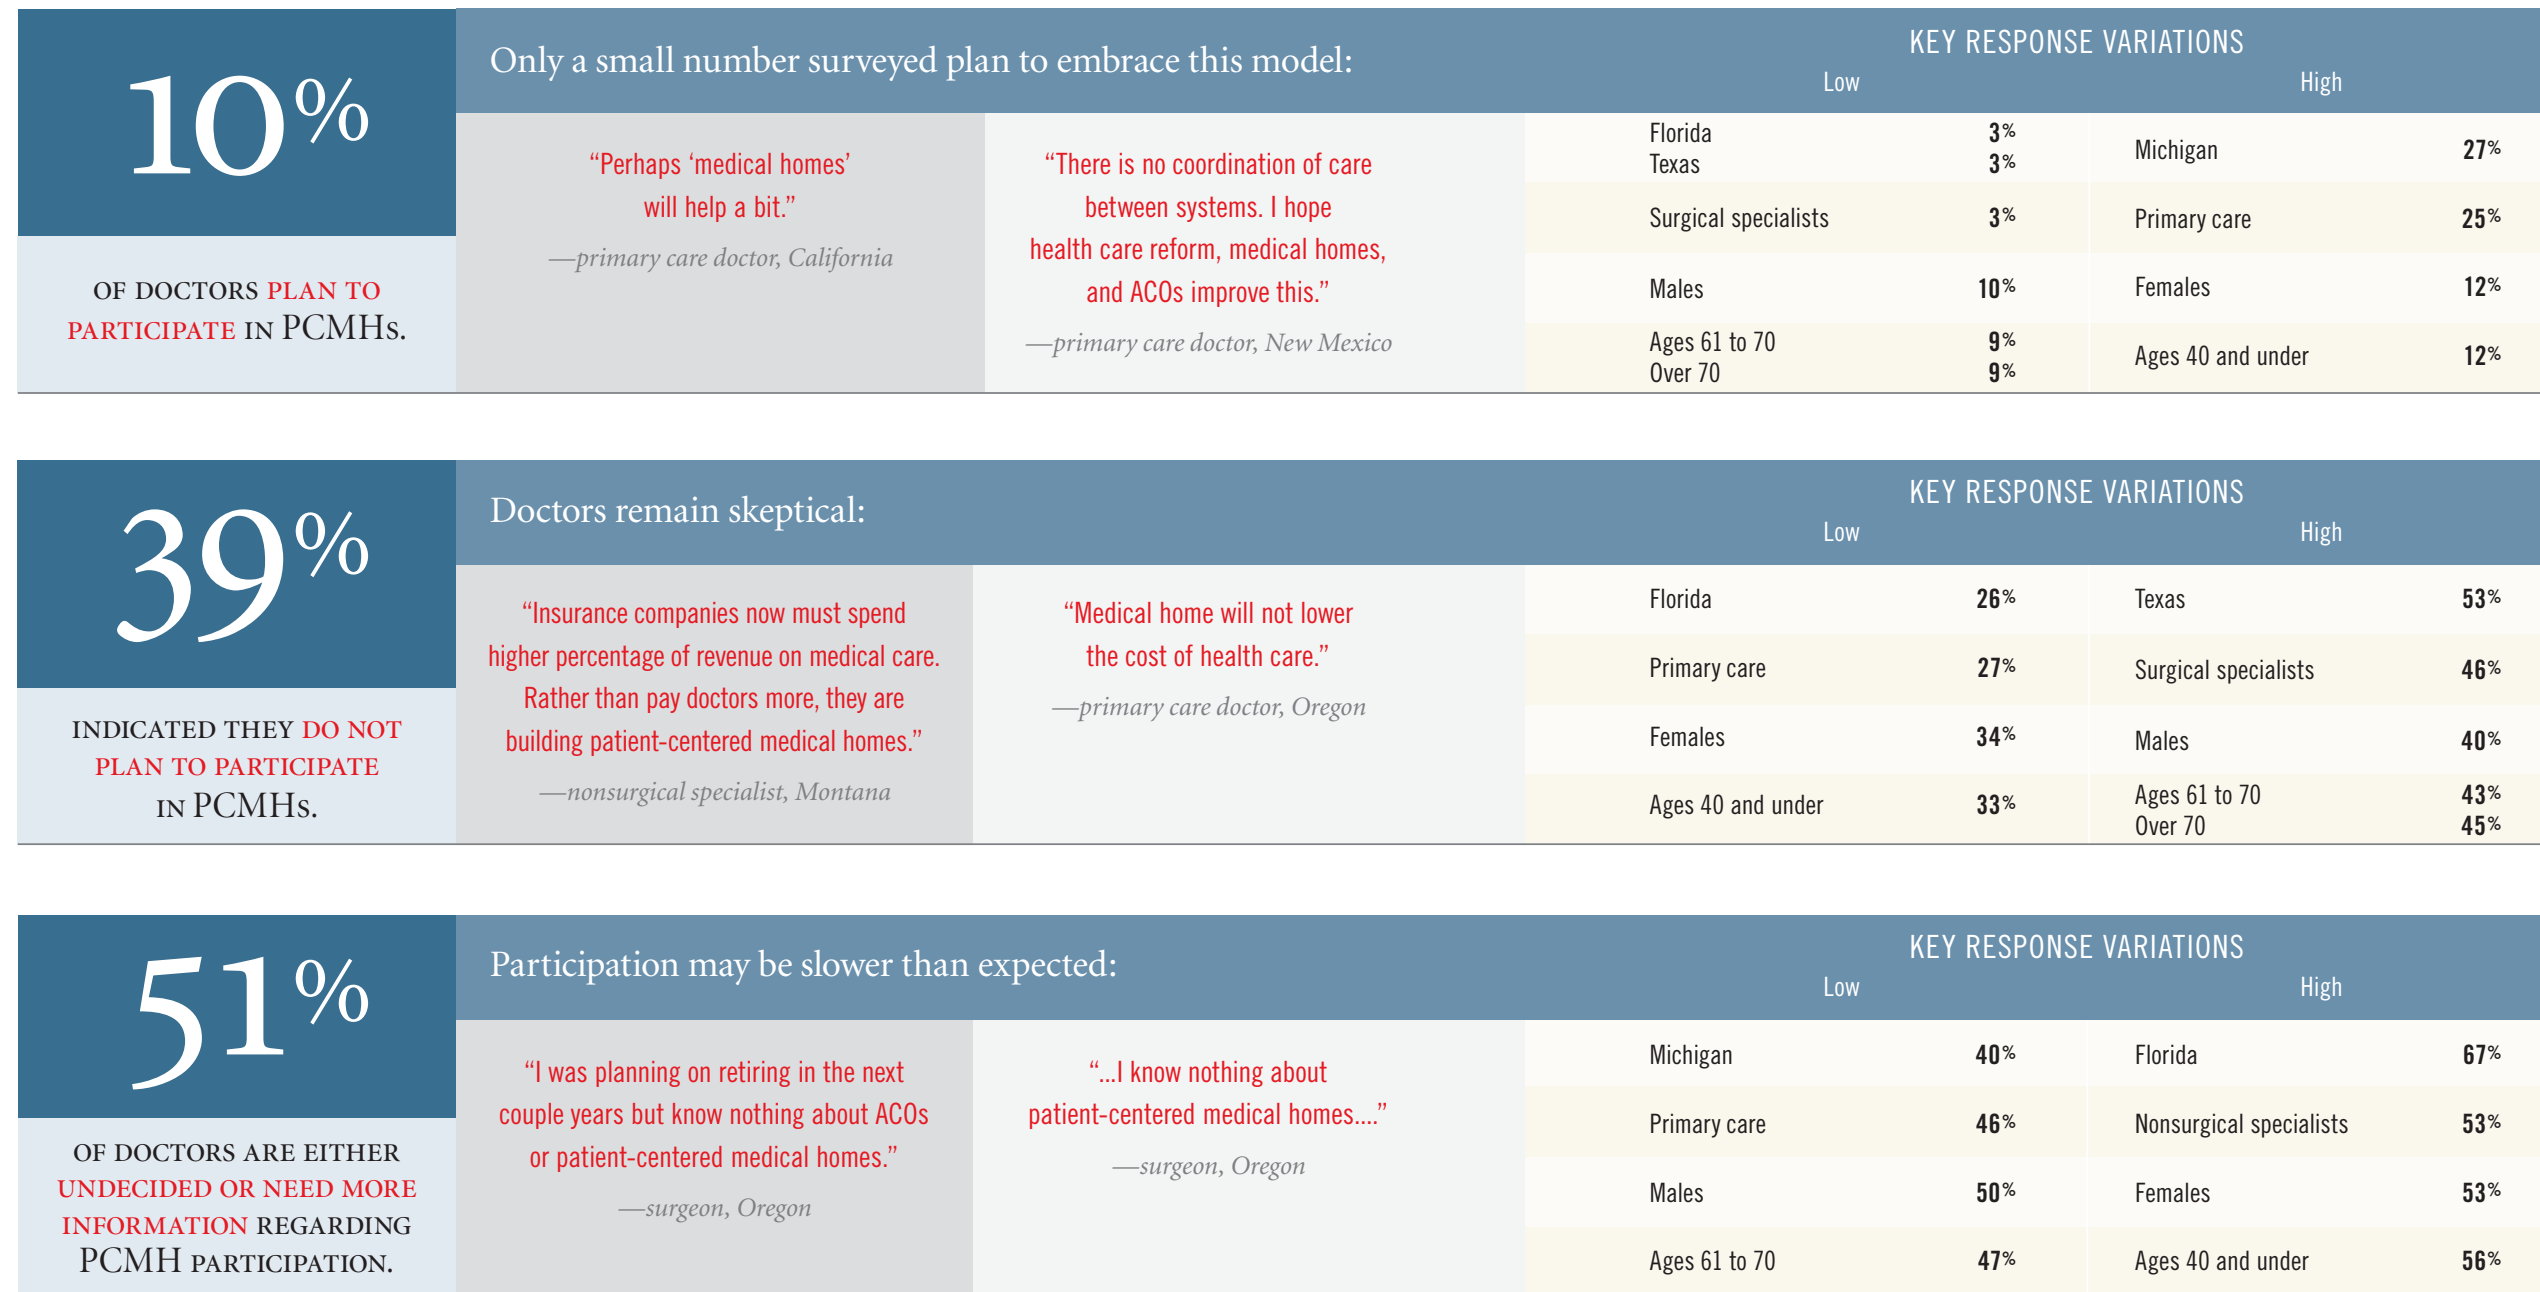 10%
OF DOCTORS PLAN TO
PARTICIPATE IN PCMHs.
Only a small number surveyed plan to embrace this model:
“Perhaps ‘medical homes’
will help a bit.”
—primary care doctor, California
“There is no coordination of care
between systems. I hope
health care reform, medical homes,
and ACOs improve this.”
—primary care doctor, New Mexico
KEY RESPONSE VARIATIONS
Low High
Florida 3%
Texas 3%
Michigan 27%
Surgical specialists 3% Primary care 25%
Males 10% Females 12%
Ages 61 to 70 9%
Over 70 9%
Ages 40 and under 12%
39%
INDICATED THEY DO NOT
PLAN TO PARTICIPATE
IN PCMHs.
Doctors remain skeptical:
“Insurance companies now must spend
higher percentage of revenue on medical care.
Rather than pay doctors more, they are
building patient-centered medical homes.”
—nonsurgical specialist, Montana
“Medical home will not lower
the cost of health care.”
—primary care doctor, Oregon
KEY RESPONSE VARIATIONS
Low High
Florida 26% Texas 53%
Primary care 27% Surgical specialists 46%
Females 34% Males 40%
Ages 40 and under 33%
Ages 61 to 70 43%
Over 70 45%
51%
OF DOCTORS ARE EITHER
UNDECIDED OR NEED MORE
INFORMATION REGARDING
PCMH PARTICIPATION.
Participation may be slower than expected:
“I was planning on retiring in the next
couple years but know nothing about ACOs
or patient-centered medical homes.”
—surgeon, Oregon
“...I know nothing about
patient-centered medical homes....”
—surgeon, Oregon
KEY RESPONSE VARIATIONS
Low High
Michigan 40% Florida 67%
Primary care 46% Nonsurgical specialists 53%
Males 50% Females 53%
Ages 61 to 70 47% Ages 40 and under 56%